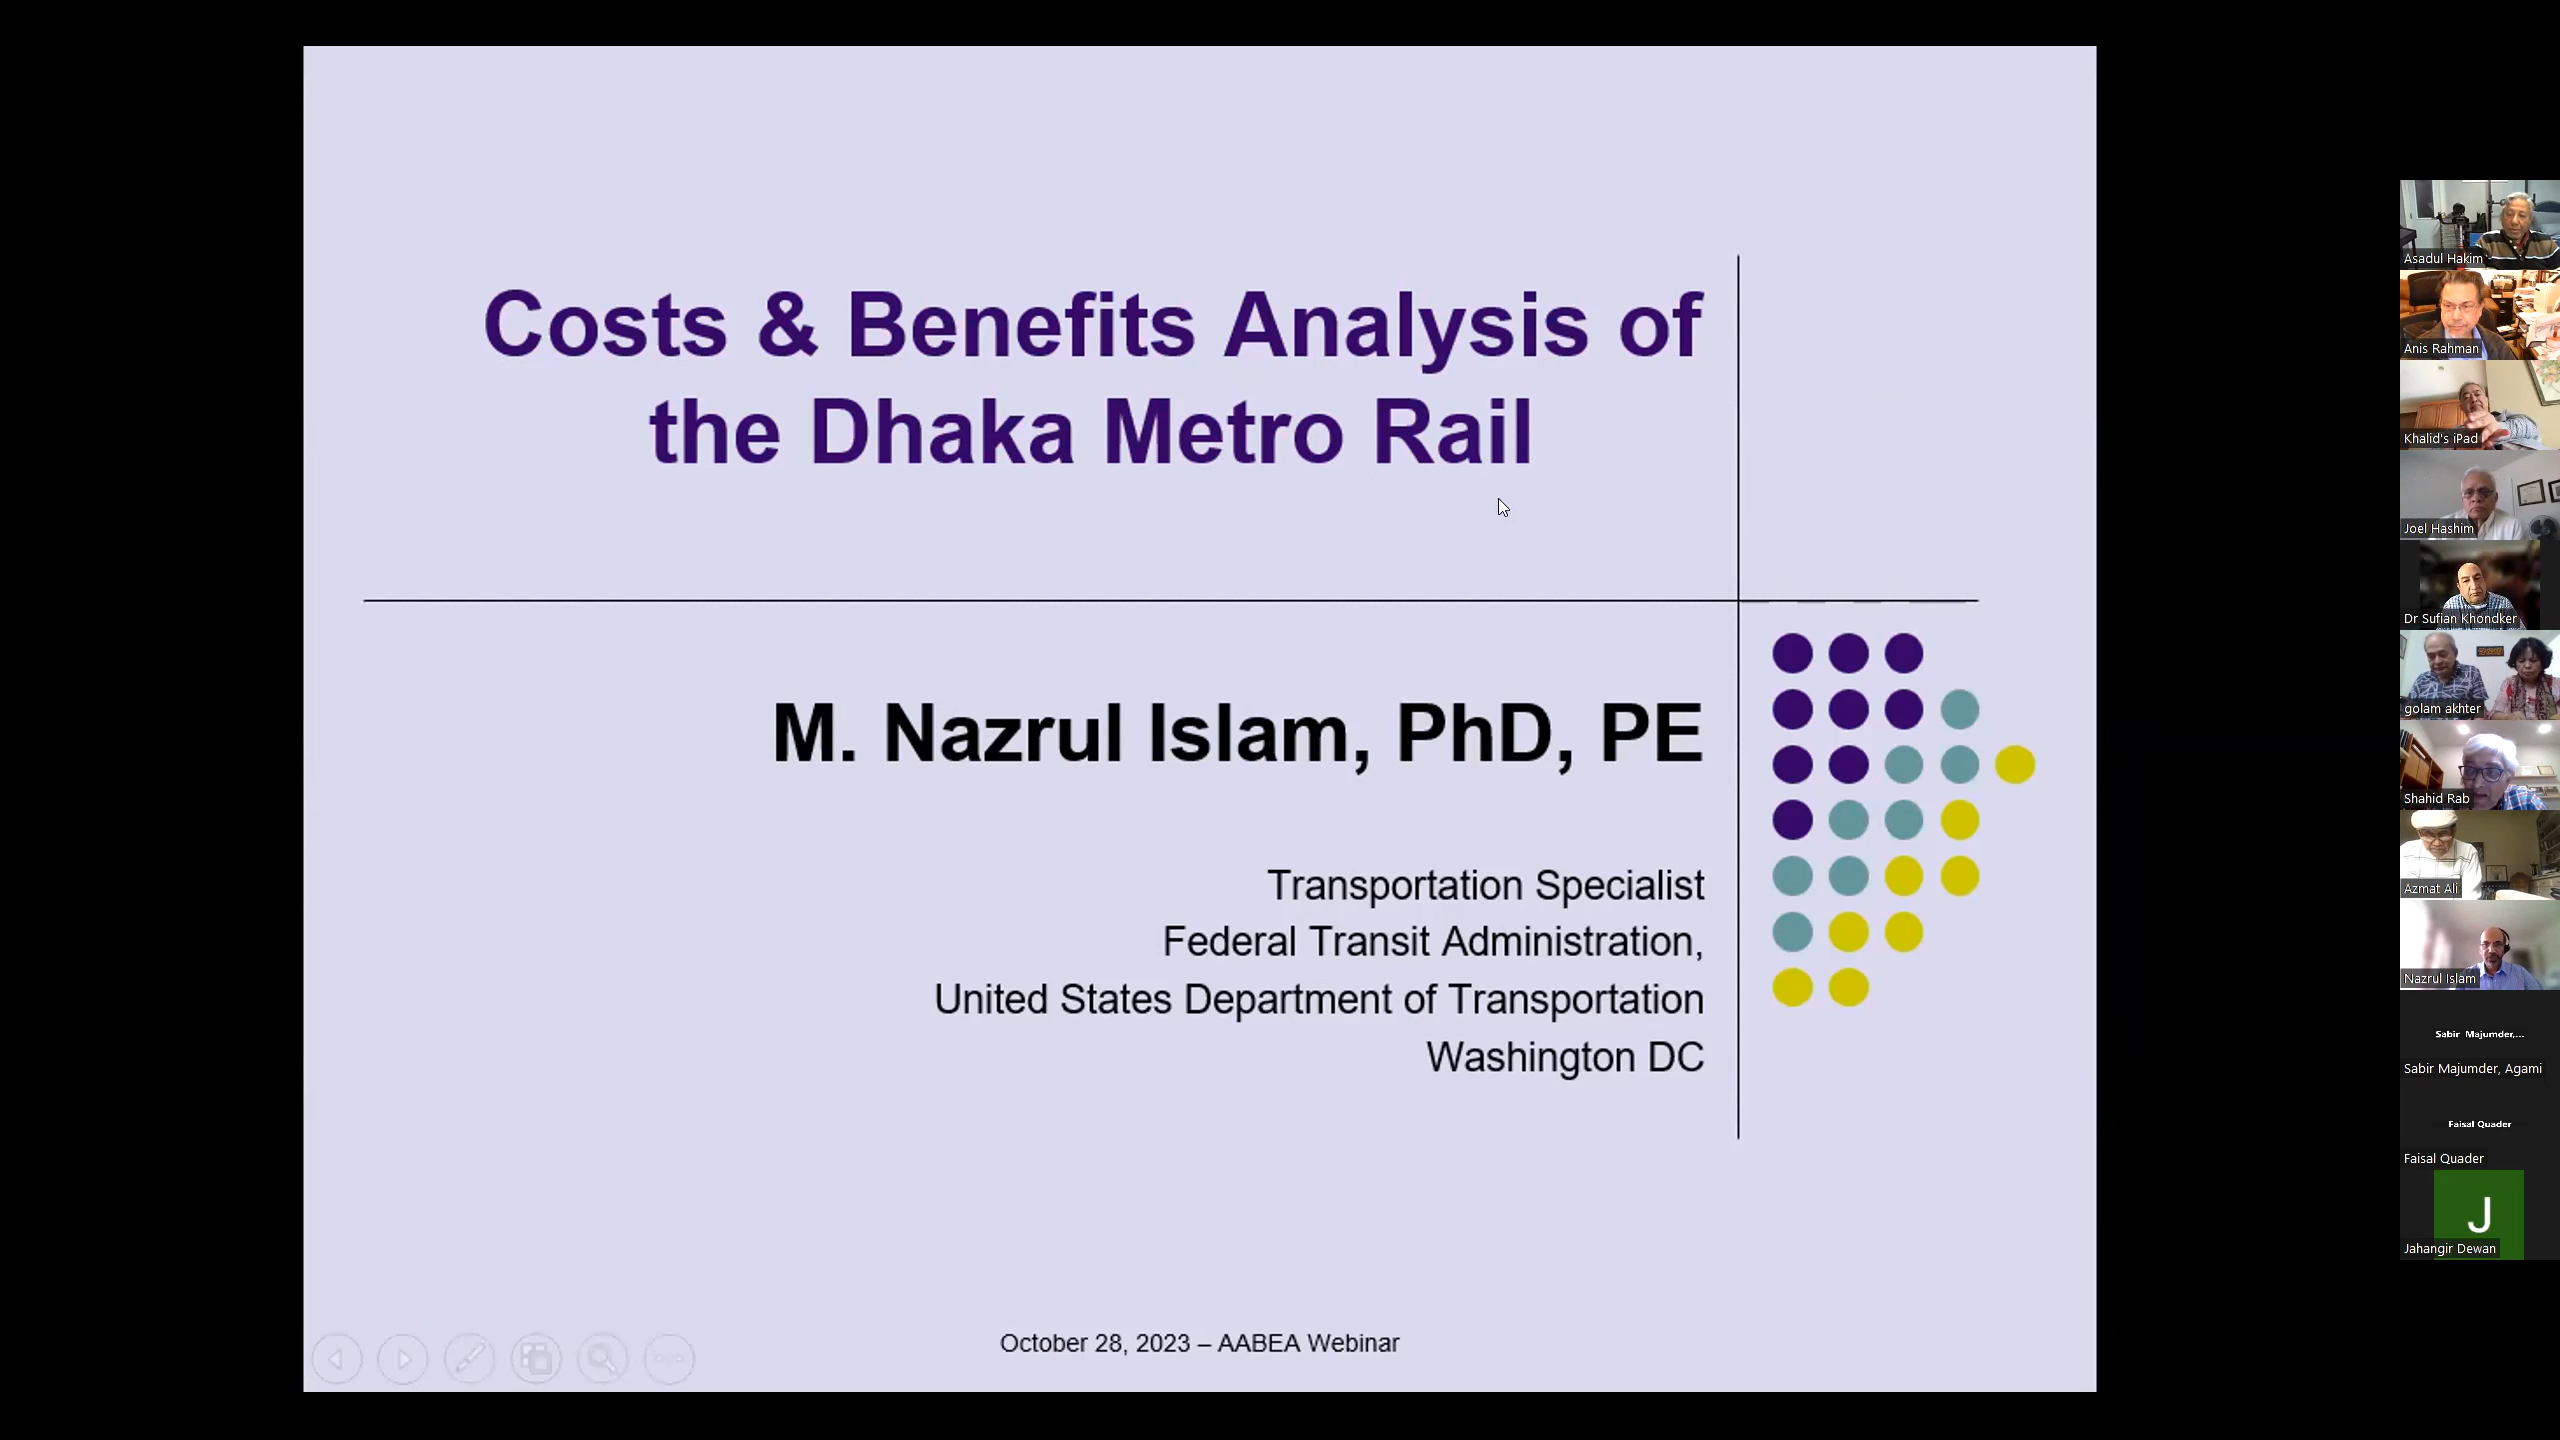 Costs & Benefits Analysis of
the Dhaka Metro Rail
M. Nazrul Islam, PhD, PE
Transportation Specialist
Federal Transit Administration,
United States Department of Transportation
Washington DC
October 28, 2023 – AABEA Webinar
Asadul Hakim
Anis Rahman
Khalid's iPad
Joel Hashim
Dr Sufian Khondker
golam akhter
Shahid Rab
Azmat Ali
Nazrul Islam
Sabir Majumder,...
Sabir Majumder, Agami
Faisal Quader
Faisal Quader
J
Jahangir Dewan